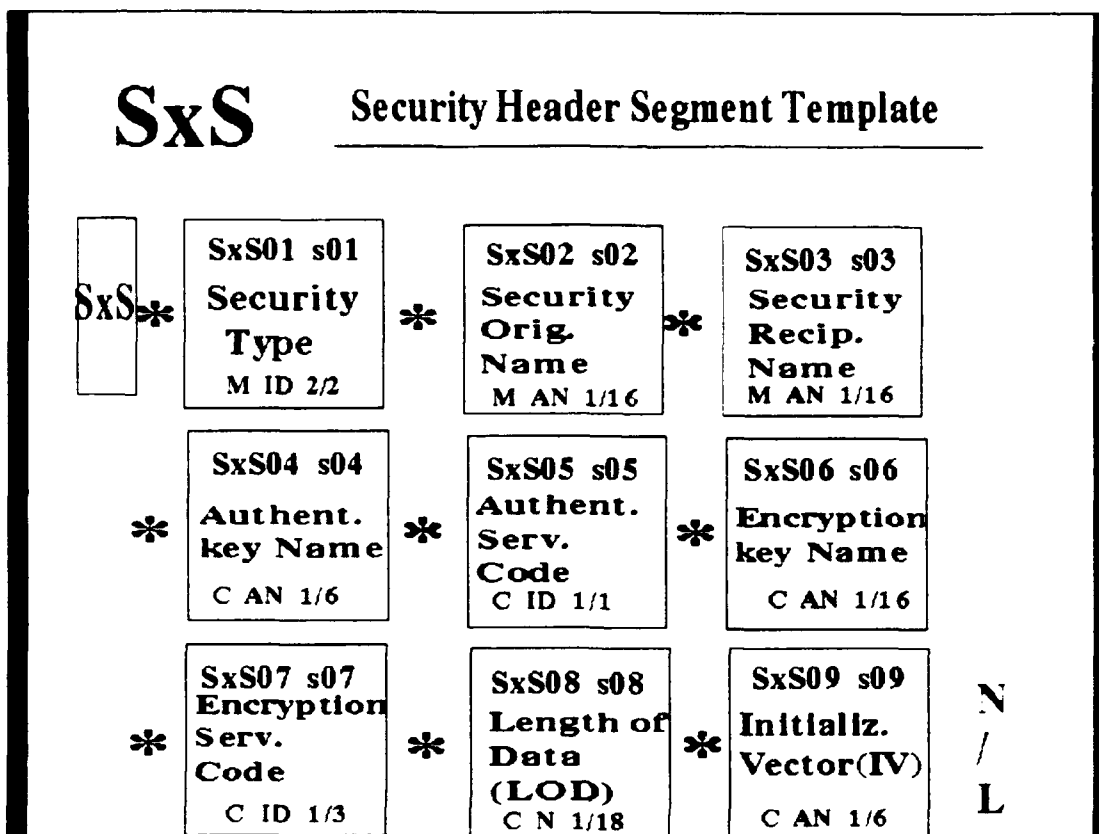 SxS Security Header Segment Template
SxS
*
SxS01 s01
Security
Type
M ID 2/2
*
SxS02 s02
Security
Orig.
Name
M AN 1/16
*
SxS03 s03
Security
Recip.
Name
M AN 1/16
*
SxS04 s04
Authent.
key Name
C AN 1/6
*
SxS05 s05
Authent.
Serv.
Code
C ID 1/1
*
SxS06 s06
Encryption
key Name
C AN 1/16
*
SxS07 s07
Encryption
Serv.
Code
C ID 1/3
*
SxS08 s08
Length of
Data
(LOD)
C N 1/18
*
SxS09 s09
Initializ.
Vector(IV)
C AN 1/6
N
/
L